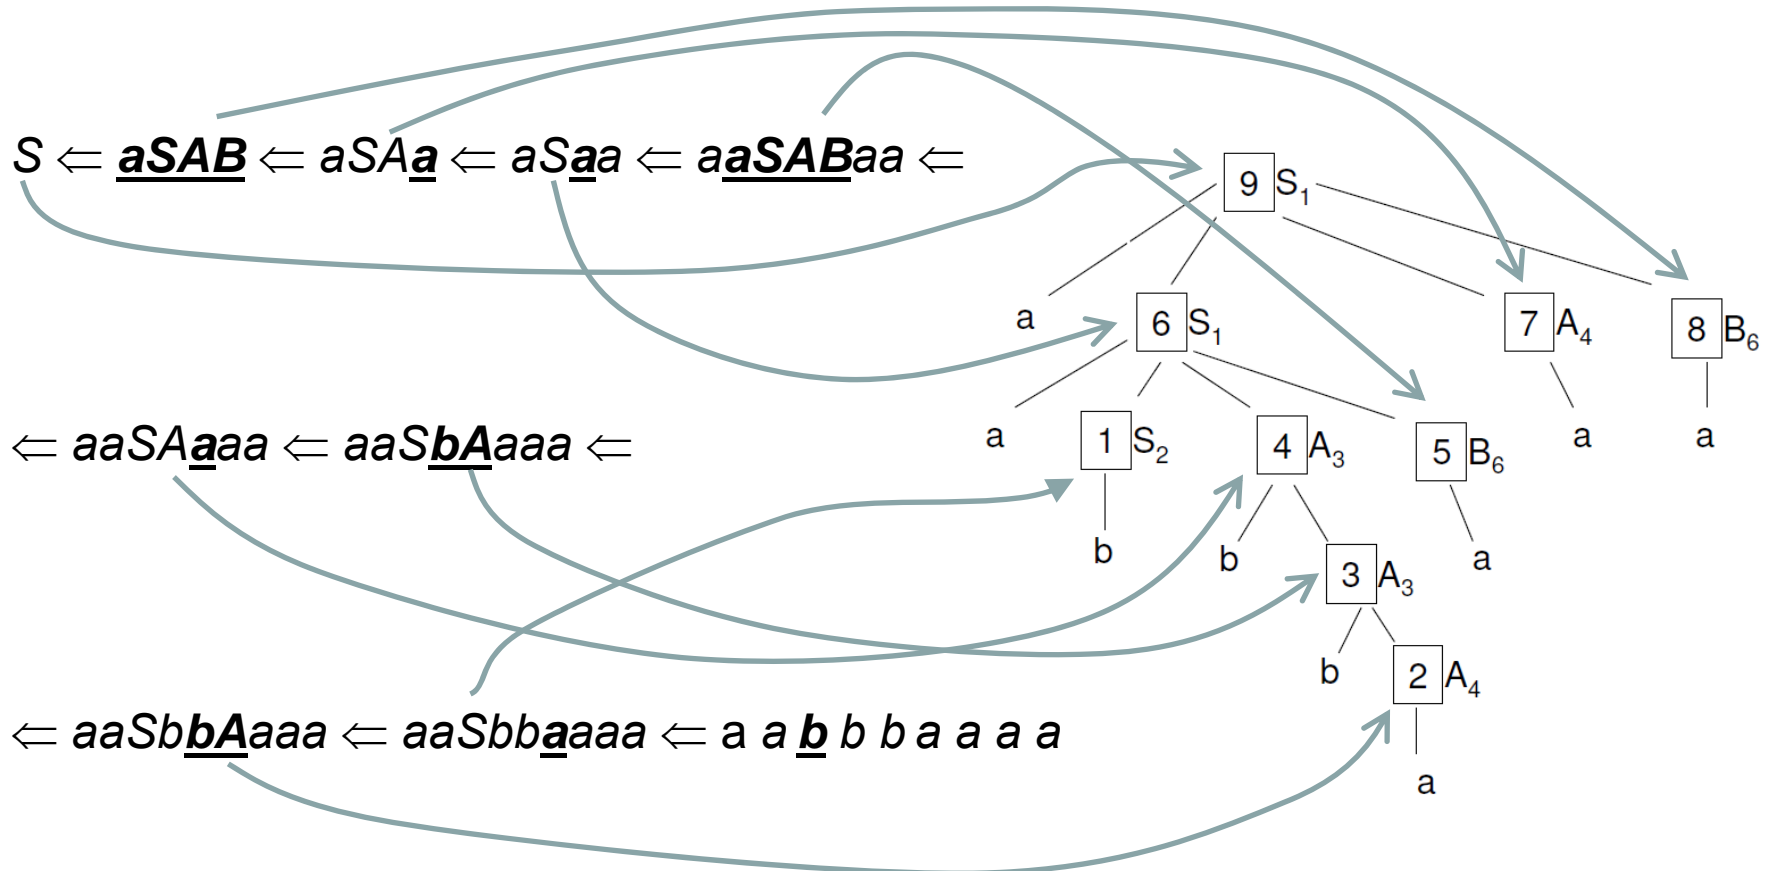 S ⇐ aSAB ⇐ aSAa ⇐ aSaa ⇐ aaSABaa ⇐
9 S₁
a
6 S₁
7 A₄
8 B₆
⇐ aaSAaaa ⇐ aaSbAaaa ⇐
a
1 S₂
4 A₃
5 B₆
a
a
b
b
a
3 A₃
b
2 A₄
⇐ aaSbbAaaa ⇐ aaSbbaaaa ⇐ a a b b b a a a a
a